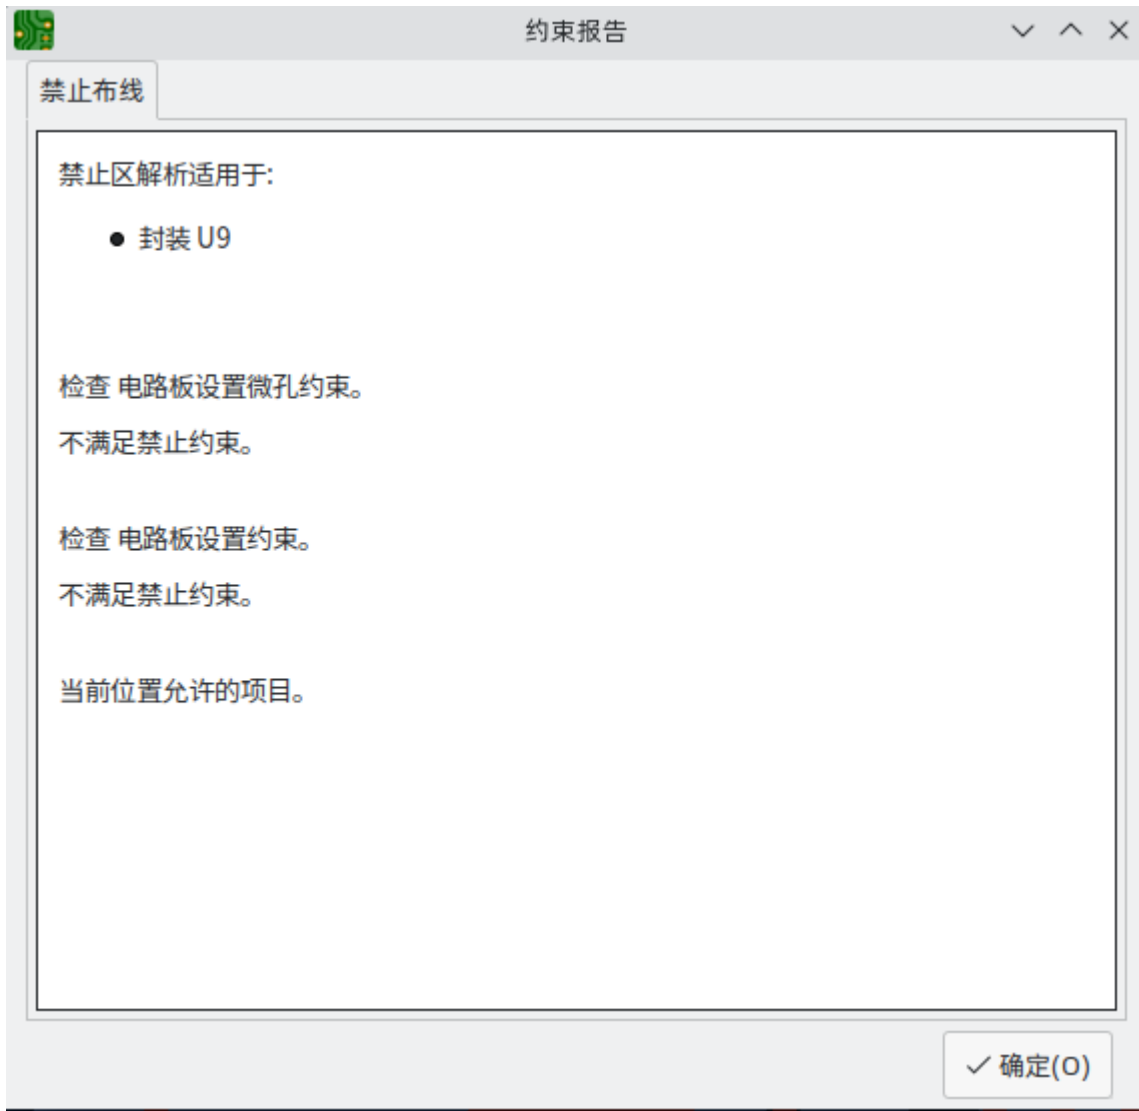 约束报告
禁止布线
禁止区解析适用于:
● 封装 U9
检查 电路板设置微孔约束。
不满足禁止约束。
检查 电路板设置约束。
不满足禁止约束。
当前位置允许的项目。
确定(O)